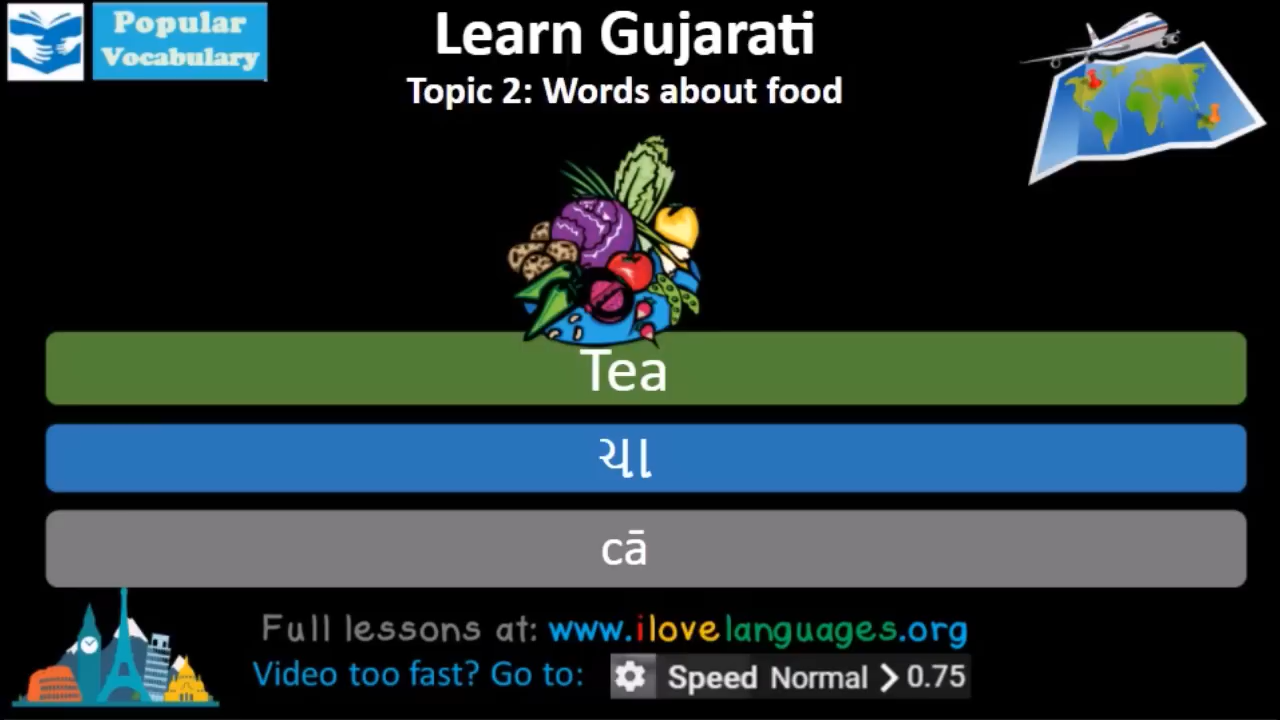 Popular
Vocabulary
Learn Gujarati
Topic 2: Words about food
Tea
ચા
cā
Full lessons at: www.ilovelanguages.org
Video too fast? Go to: Speed Normal > 0.75